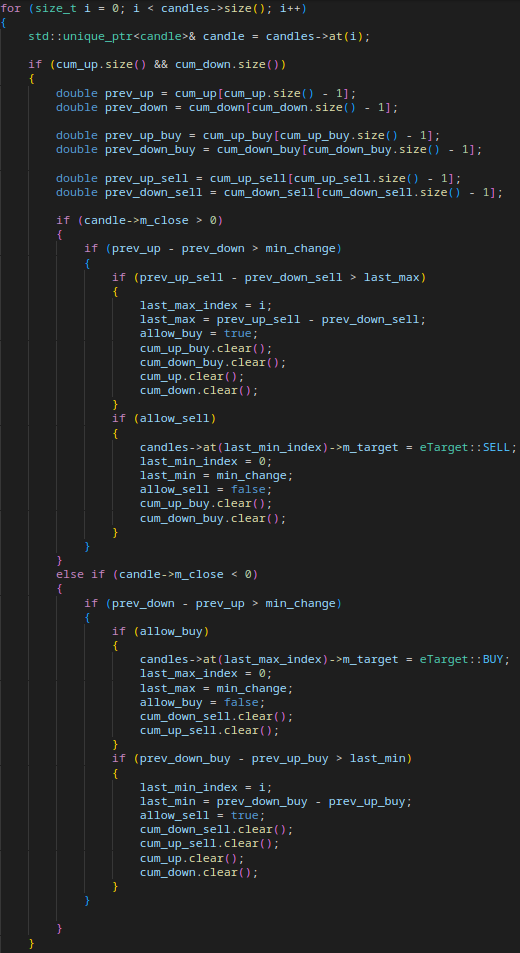 for (size_t i = 0; i < candles->size(); i++)
{
    std::unique_ptr<candle>& candle = candles->at(i);

    if (cum_up.size() && cum_down.size())
    {
        double prev_up = cum_up[cum_up.size() - 1];
        double prev_down = cum_down[cum_down.size() - 1];

        double prev_up_buy = cum_up_buy[cum_up_buy.size() - 1];
        double prev_down_buy = cum_down_buy[cum_down_buy.size() - 1];

        double prev_up_sell = cum_up_sell[cum_up_sell.size() - 1];
        double prev_down_sell = cum_down_sell[cum_down_sell.size() - 1];

        if (candle->m_close > 0)
        {
            if (prev_up - prev_down > min_change)
            {
                if (prev_up_sell - prev_down_sell > last_max)
                {
                    last_max_index = i;
                    last_max = prev_up_sell - prev_down_sell;
                    allow_buy = true;
                    cum_up_buy.clear();
                    cum_down_buy.clear();
                    cum_up.clear();
                    cum_down.clear();
                }
                if (allow_sell)
                {
                    candles->at(last_min_index)->m_target = eTarget::SELL;
                    last_min_index = 0;
                    last_min = min_change;
                    allow_sell = false;
                    cum_up_buy.clear();
                    cum_down_buy.clear();
                }
            }
        }
        else if (candle->m_close < 0)
        {
            if (prev_down - prev_up > min_change)
            {
                if (allow_buy)
                {
                    candles->at(last_max_index)->m_target = eTarget::BUY;
                    last_max_index = 0;
                    last_max = min_change;
                    allow_buy = false;
                    cum_down_sell.clear();
                    cum_up_sell.clear();
                }
                if (prev_down_buy - prev_up_buy > last_min)
                {
                    last_min_index = i;
                    last_min = prev_down_buy - prev_up_buy;
                    allow_sell = true;
                    cum_down_sell.clear();
                    cum_up_sell.clear();
                    cum_up.clear();
                    cum_down.clear();
                }
            }

        }
    }